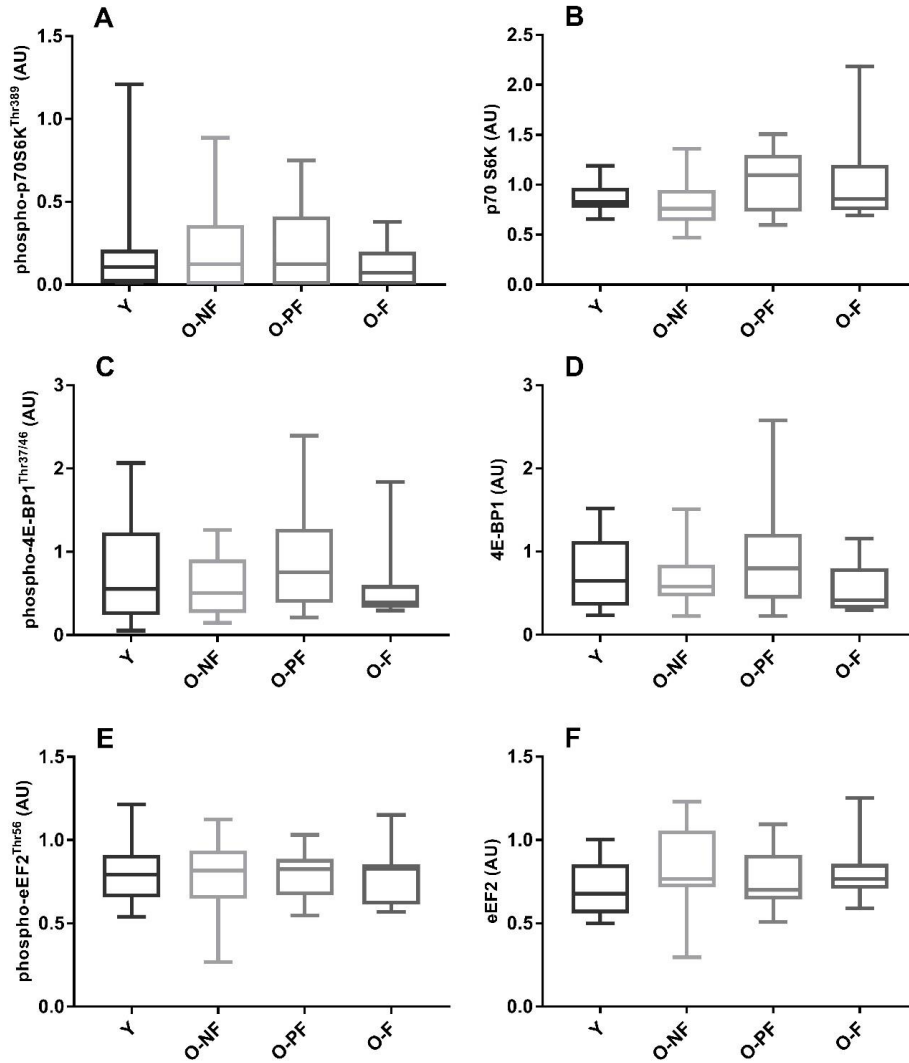 A
phospho-p70S6K^Thr389 (AU)
1.5
1.0
0.5
0.0
Y
O-NF
O-PF
O-F
B
p70 S6K (AU)
2.5
2.0
1.5
1.0
0.5
0.0
Y
O-NF
O-PF
O-F
C
phospho-4E-BP1^Thr37/46 (AU)
3
2
1
0
Y
O-NF
O-PF
O-F
D
4E-BP1 (AU)
3
2
1
0
Y
O-NF
O-PF
O-F
E
phospho-eEF2^Thr56 (AU)
1.5
1.0
0.5
0.0
Y
O-NF
O-PF
O-F
F
eEF2 (AU)
1.5
1.0
0.5
0.0
Y
O-NF
O-PF
O-F